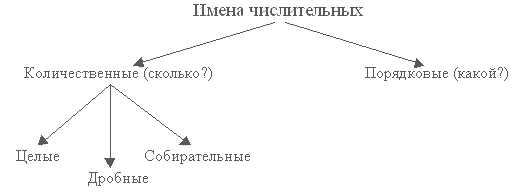 Имена числительных
Количественные (сколько?) Порядковые (какой?)
Целые Собирательные
Дробные